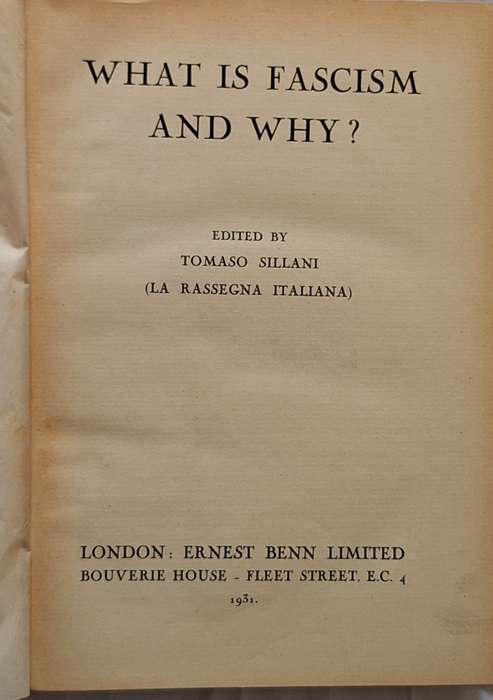 WHAT IS FASCISM
AND WHY?
EDITED BY
TOMASO SILLANI
(LA RASSEGNA ITALIANA)
LONDON: ERNEST BENN LIMITED
BOUVERIE HOUSE - FLEET STREET, E.C. 4
1931.